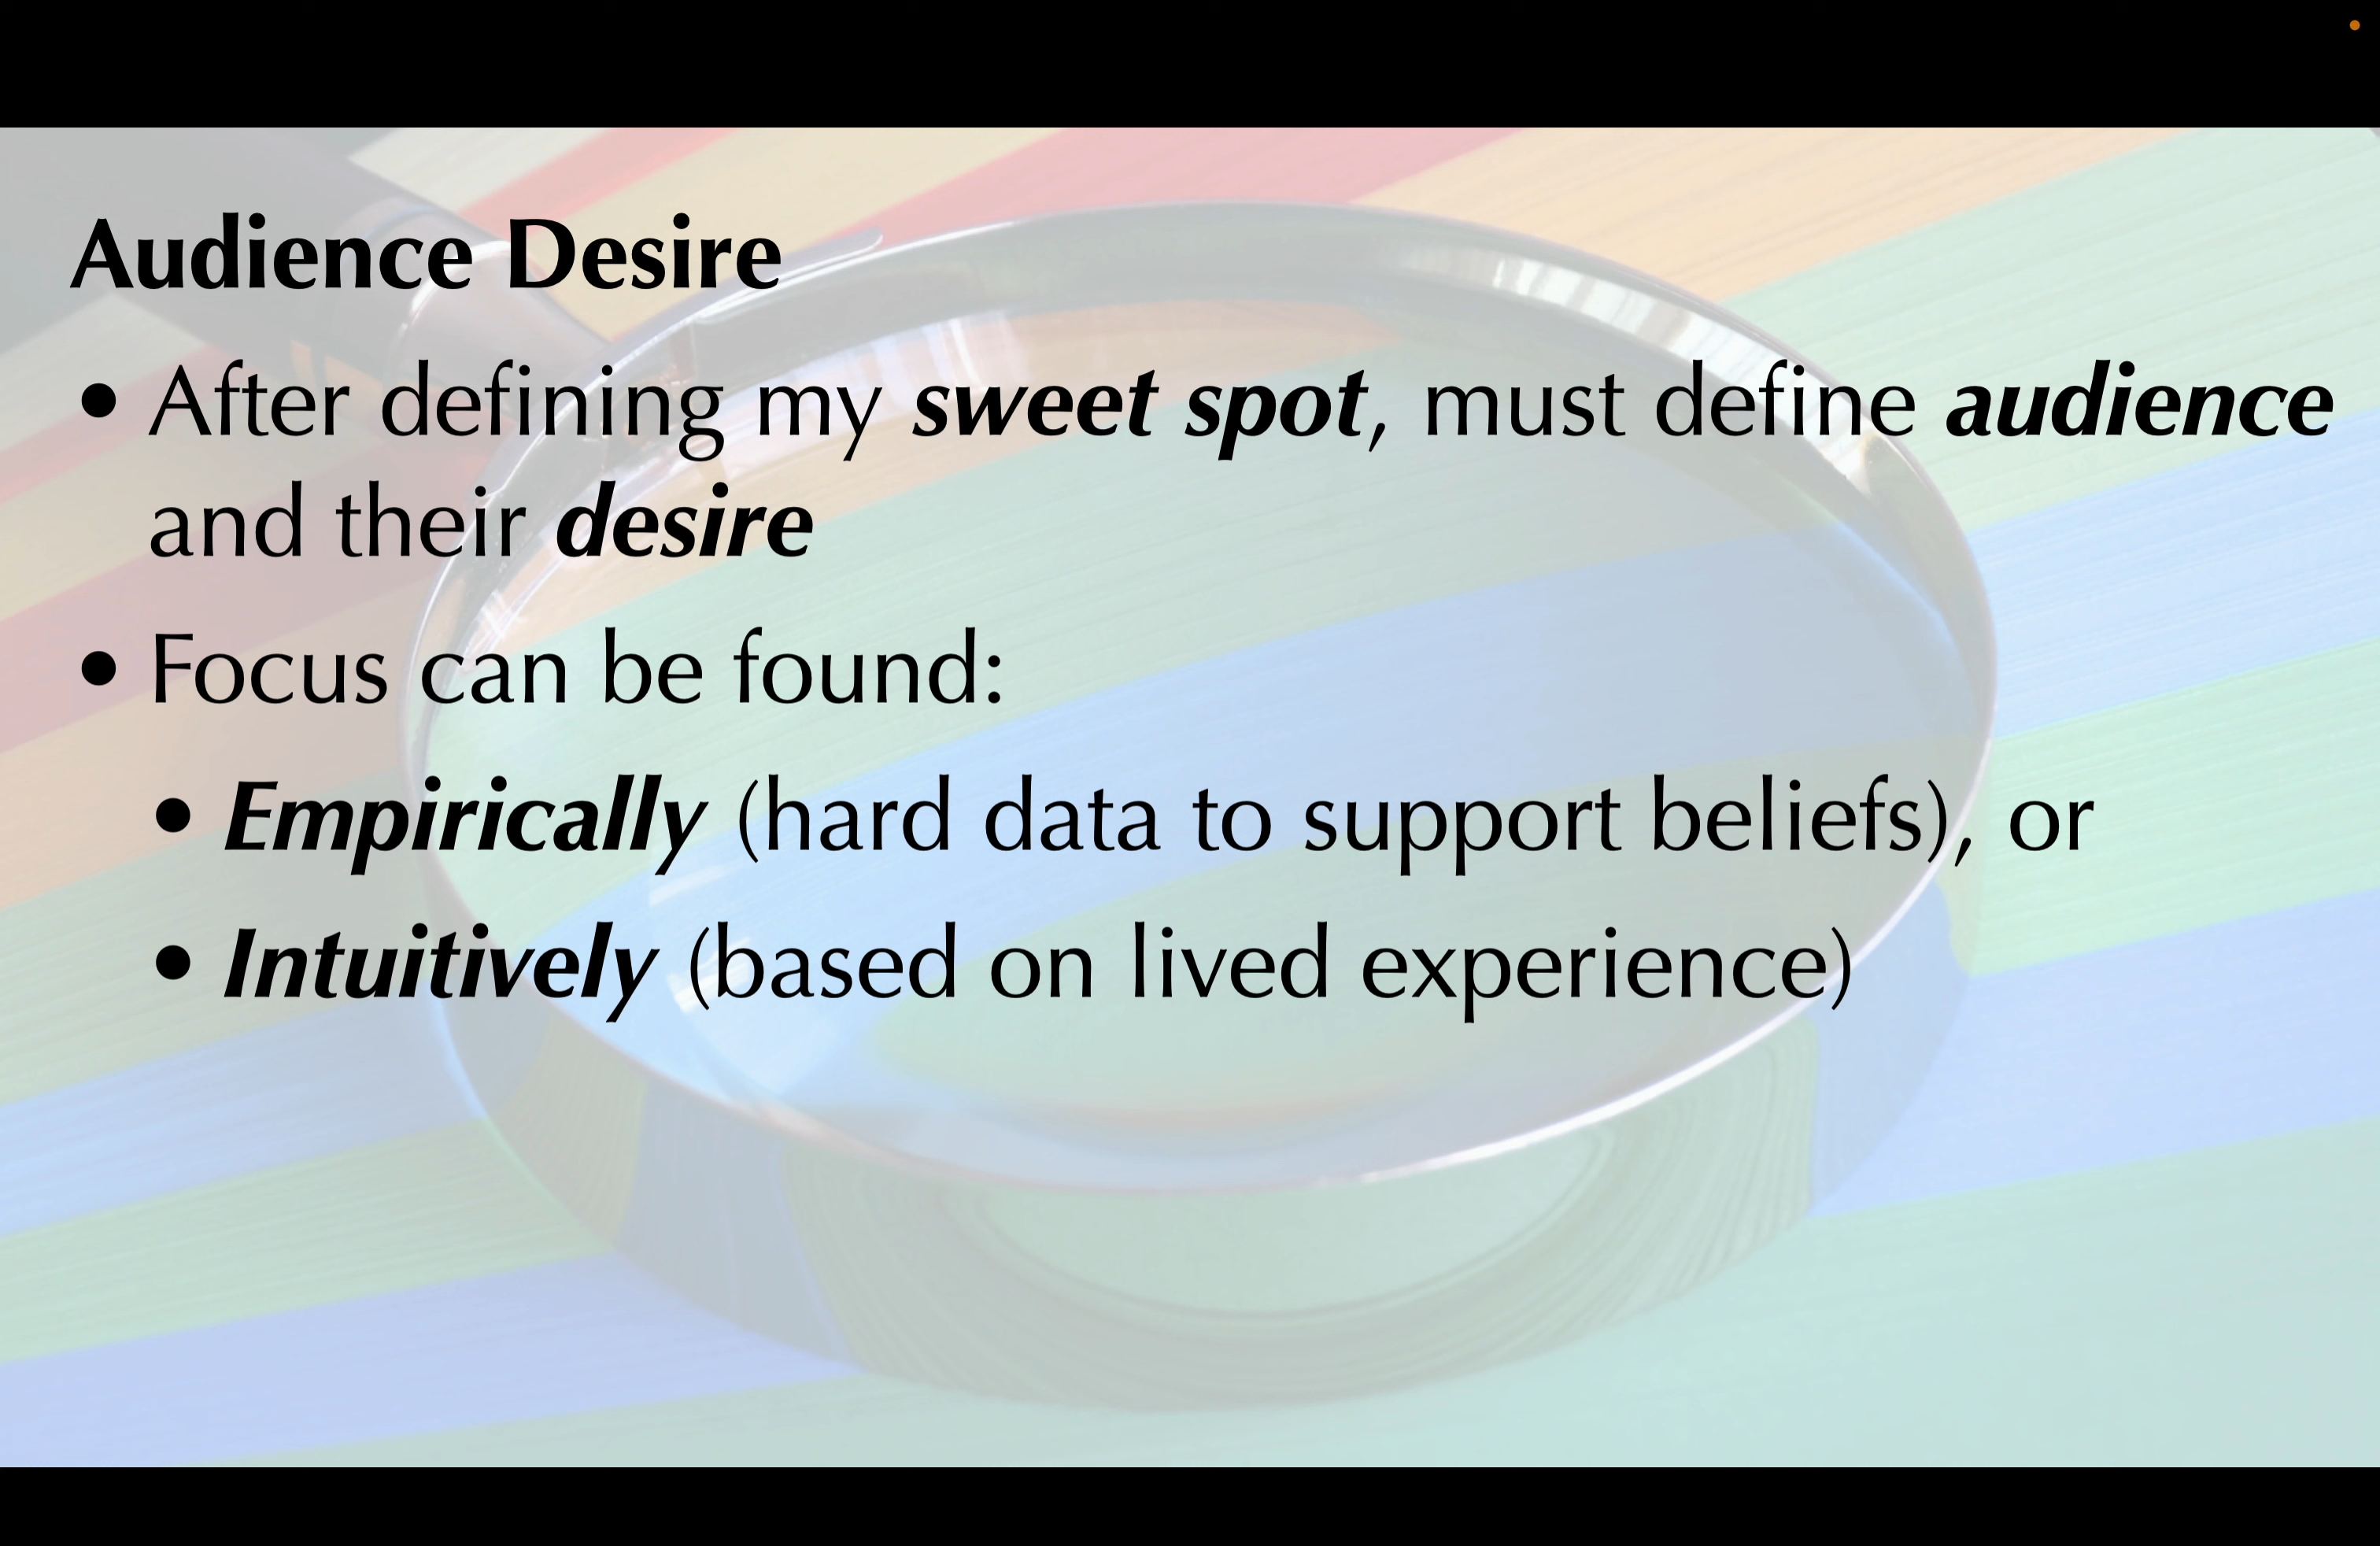 Audience Desire
• After defining my sweet spot, must define audience
and their desire
• Focus can be found:
• Empirically (hard data to support beliefs), or
• Intuitively (based on lived experience)